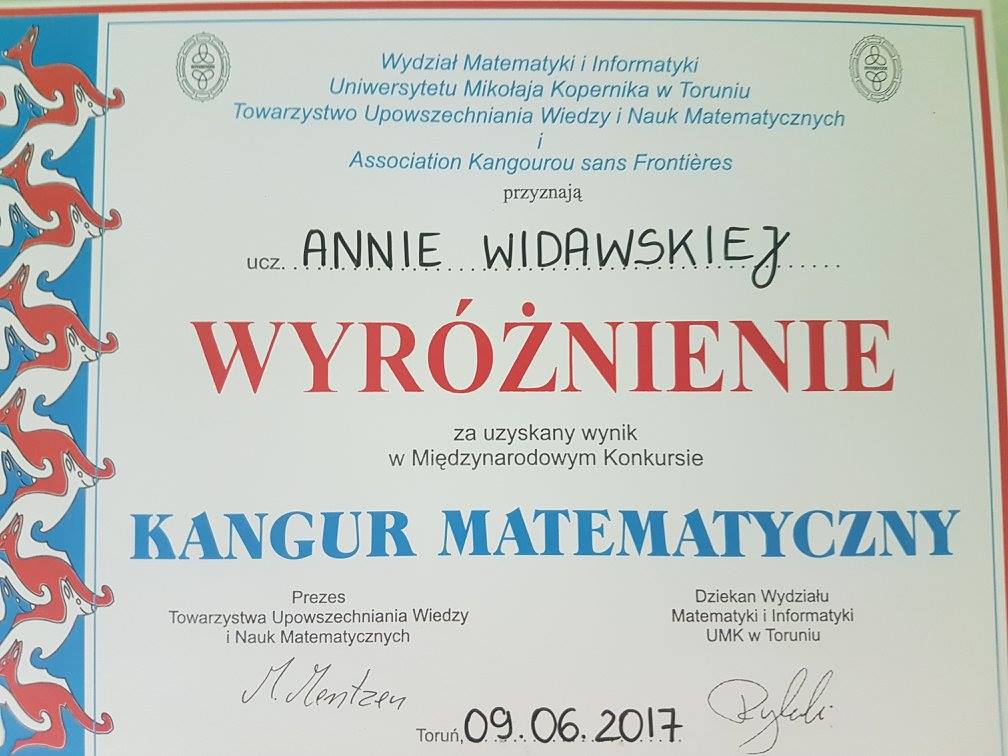 Wydział Matematyki i Informatyki
Uniwersytetu Mikołaja Kopernika w Toruniu
Towarzystwo Upowszechniania Wiedzy i Nauk Matematycznych
i
Association Kangourou sans Frontières
przyznają
ucz. ANNIE WIDAWSKIEJ
WYRÓŻNIENIE
za uzyskany wynik
w Międzynarodowym Konkursie
KANGUR MATEMATYCZNY
Prezes
Towarzystwa Upowszechniania Wiedzy
i Nauk Matematycznych
Dziekan Wydziału
Matematyki i Informatyki
UMK w Toruniu
M. Mentzen
Toruń, 09.06.2017